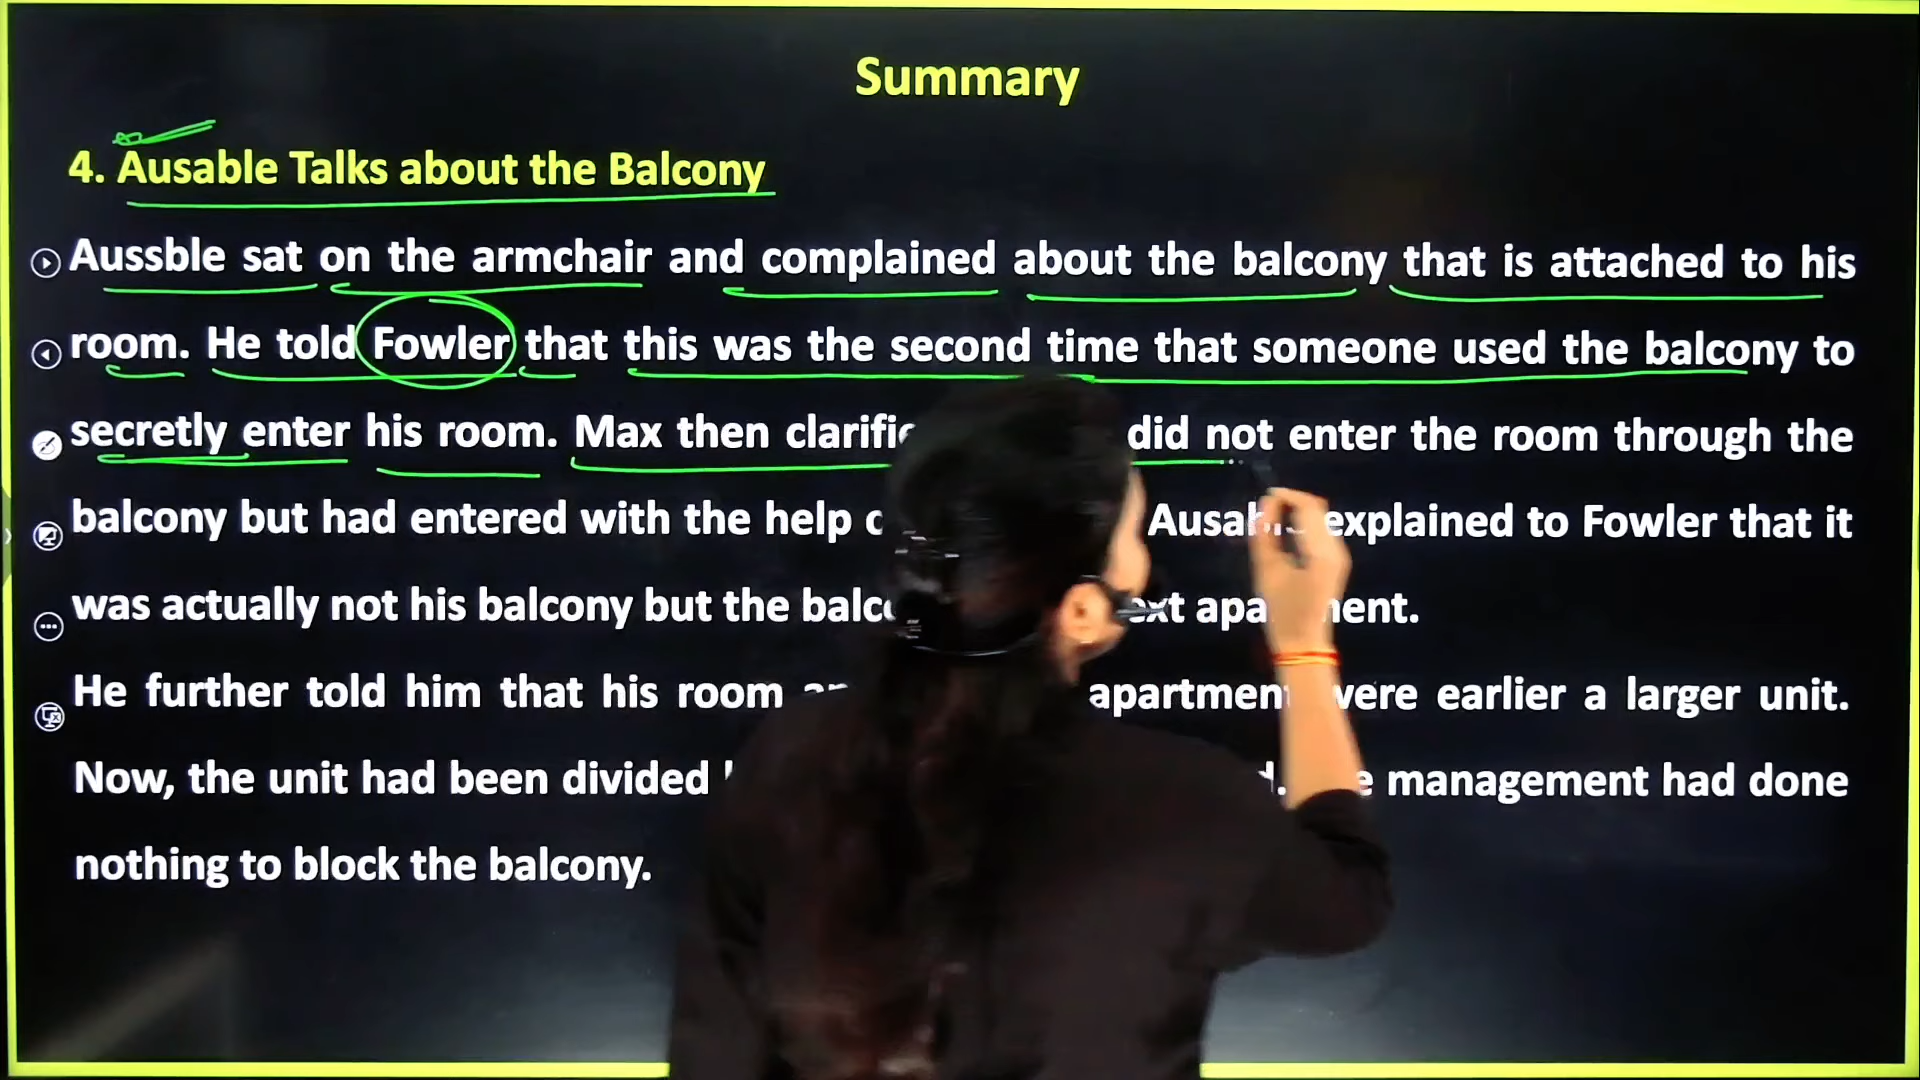 Summary
4. Ausable Talks about the Balcony
Aussble sat on the armchair and complained about the balcony that is attached to his
room. He told Fowler that this was the second time that someone used the balcony to
secretly enter his room. Max then did not enter the room through the
balcony but had entered with the help explained to Fowler that it
was actually not his balcony but the
He further told him that his room were earlier a larger unit.
Now, the unit had been divided management had done
nothing to block the balcony.